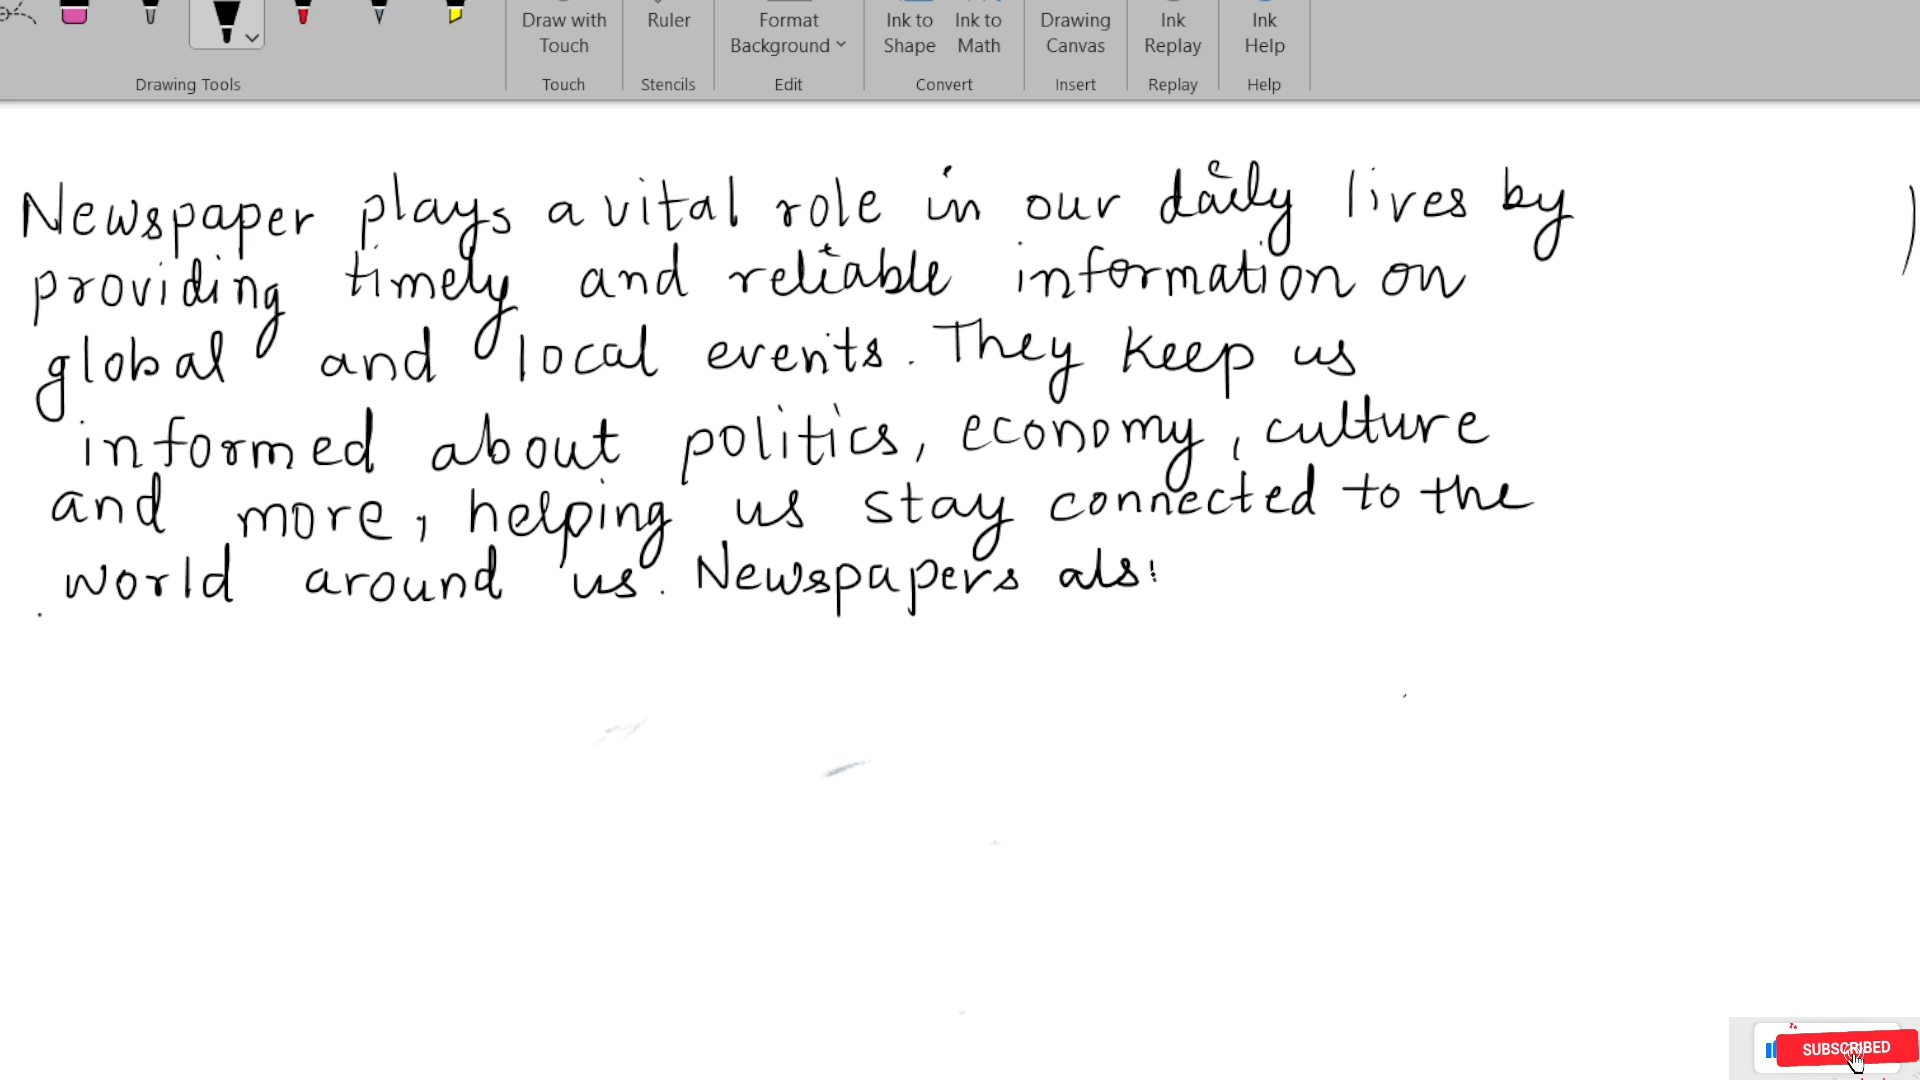 Draw with Touch
Ruler
Format Background
Ink to Shape
Ink to Math
Drawing Canvas
Ink Replay
Ink Help
Drawing Tools
Touch
Stencils
Edit
Convert
Insert
Replay
Help
Newspaper plays a vital role in our daily lives by
providing timely and reliable information on
global and local events. They keep us
informed about politics, economy, culture
and more, helping us stay connected to the
world around us. Newspapers als
SUBSCRIBED